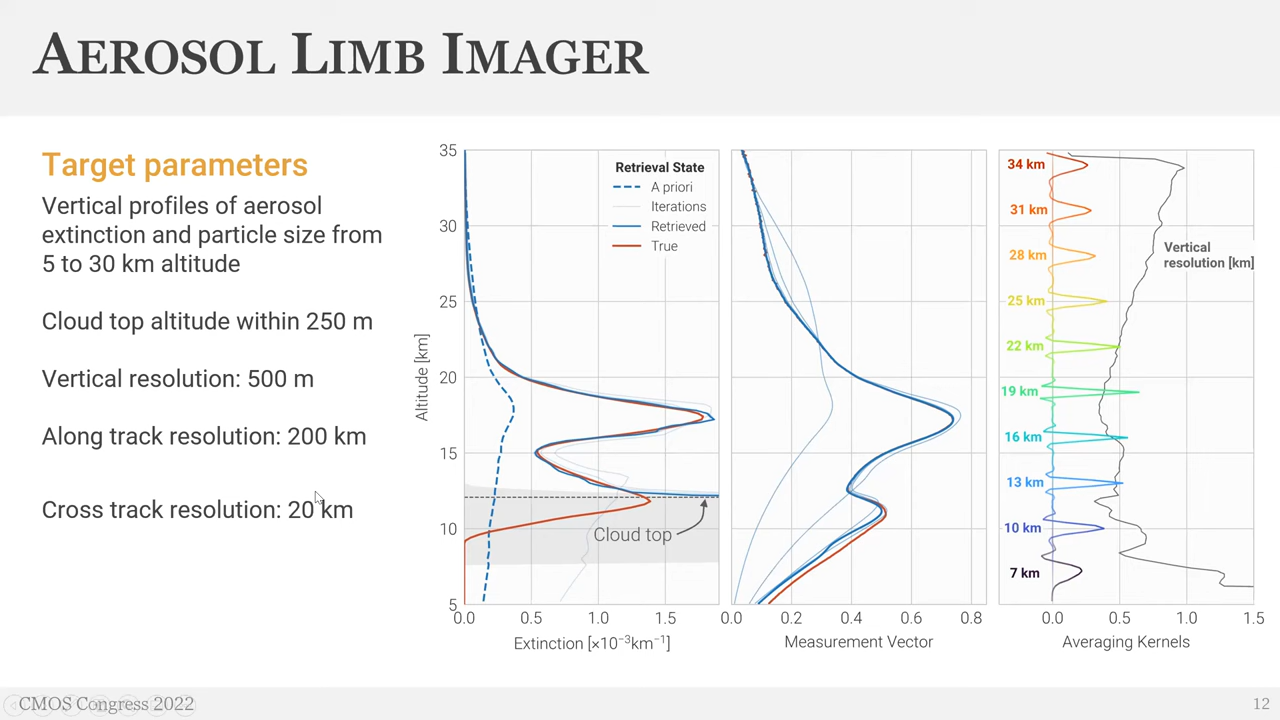 AEROSOL LIMB IMAGER
Target parameters
Vertical profiles of aerosol
extinction and particle size from
5 to 30 km altitude
Cloud top altitude within 250 m
Vertical resolution: 500 m
Along track resolution: 200 km
Cross track resolution: 20 km
Altitude [km]
35
30
25
20
15
10
5
Retrieval State
A priori
Iterations
Retrieved
True
Cloud top
0.0 0.5 1.0 1.5
Extinction [×10⁻³km⁻¹]
0.0 0.2 0.4 0.6 0.8
Measurement Vector
34 km
31 km
28 km
25 km
22 km
19 km
16 km
13 km
10 km
7 km
Vertical
resolution [km]
0.0 0.5 1.0 1.5
Averaging Kernels
CMOS Congress 2022
12